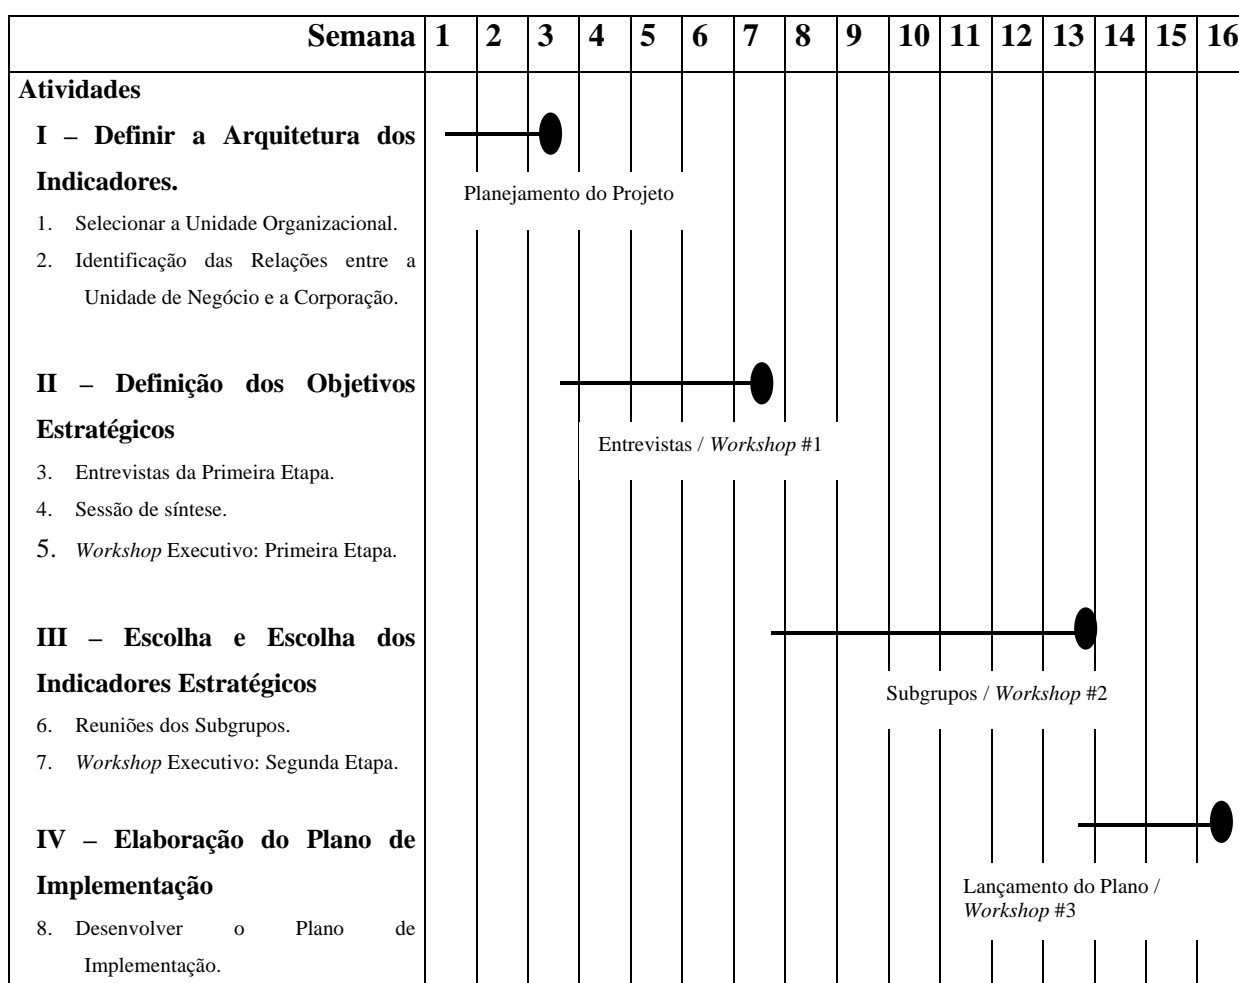 Semana 1 2 3 4 5 6 7 8 9 10 11 12 13 14 15 16
Atividades
I – Definir a Arquitetura dos
Indicadores.
Planejamento do Projeto
1. Selecionar a Unidade Organizacional.
2. Identificação das Relações entre a
Unidade de Negócio e a Corporação.
II – Definição dos Objetivos
Estratégicos
Entrevistas / Workshop #1
3. Entrevistas da Primeira Etapa.
4. Sessão de síntese.
5. Workshop Executivo: Primeira Etapa.
III – Escolha e Escolha dos
Indicadores Estratégicos
Subgrupos / Workshop #2
6. Reuniões dos Subgrupos.
7. Workshop Executivo: Segunda Etapa.
IV – Elaboração do Plano de
Implementação
Lançamento do Plano /
Workshop #3
8. Desenvolver o Plano de
Implementação.